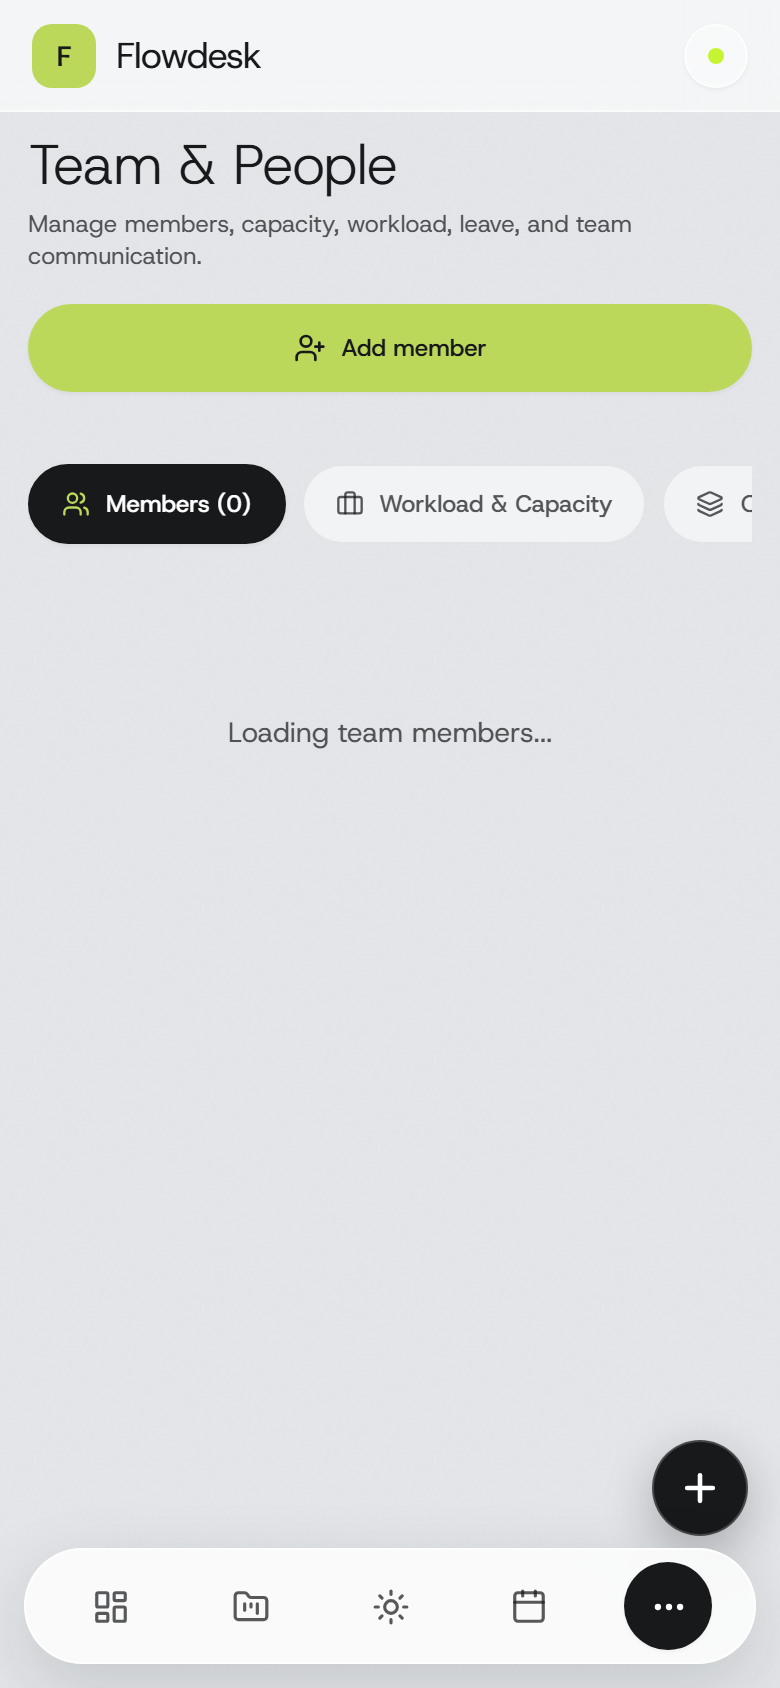 F
Flowdesk
Team & People
Manage members, capacity, workload, leave, and team
communication.
Add member
Members (0)
Workload & Capacity
Loading team members...